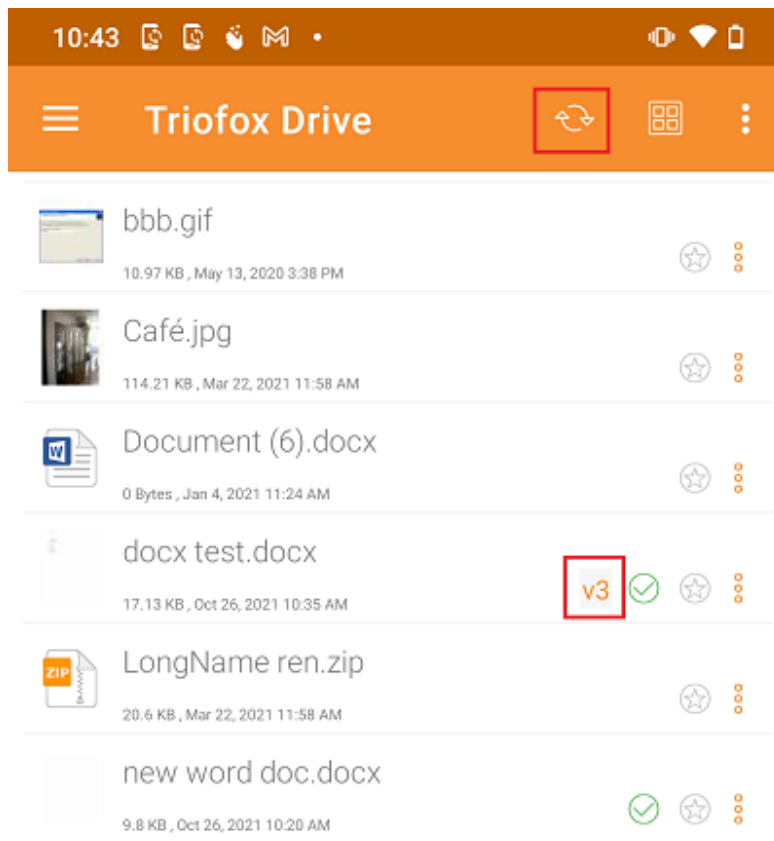 10:43
Triofox Drive
bbb.gif
10.97 KB , May 13, 2020 3:38 PM
Café.jpg
114.21 KB , Mar 22, 2021 11:58 AM
W
Document (6).docx
0 Bytes , Jan 4, 2021 11:24 AM
docx test.docx
v3
17.13 KB , Oct 26, 2021 10:35 AM
ZIP
LongName ren.zip
20.6 KB , Mar 22, 2021 11:58 AM
new word doc.docx
9.8 KB , Oct 26, 2021 10:20 AM